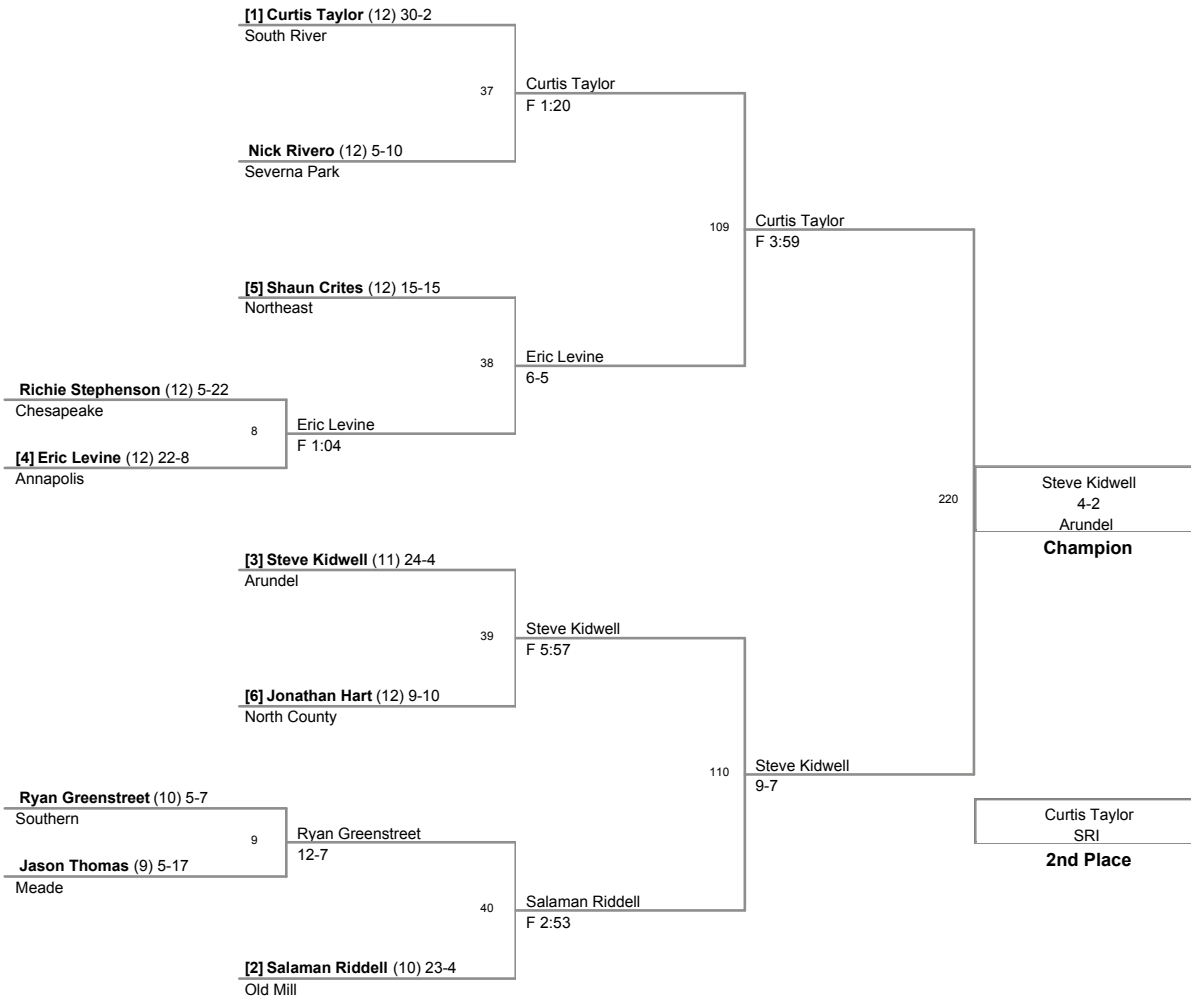 [1] Curtis Taylor (12) 30-2
South River
37
Curtis Taylor
F 1:20
Nick Rivero (12) 5-10
Severna Park
109
Curtis Taylor
F 3:59
[5] Shaun Crites (12) 15-15
Northeast
38
Eric Levine
6-5
Richie Stephenson (12) 5-22
Chesapeake
8
Eric Levine
F 1:04
[4] Eric Levine (12) 22-8
Annapolis
220
Steve Kidwell
4-2
Arundel
Champion
[3] Steve Kidwell (11) 24-4
Arundel
39
Steve Kidwell
F 5:57
[6] Jonathan Hart (12) 9-10
North County
110
Steve Kidwell
9-7
Ryan Greenstreet (10) 5-7
Southern
9
Ryan Greenstreet
12-7
Jason Thomas (9) 5-17
Meade
40
Salaman Riddell
F 2:53
[2] Salaman Riddell (10) 23-4
Old Mill
Curtis Taylor
SRI
2nd Place